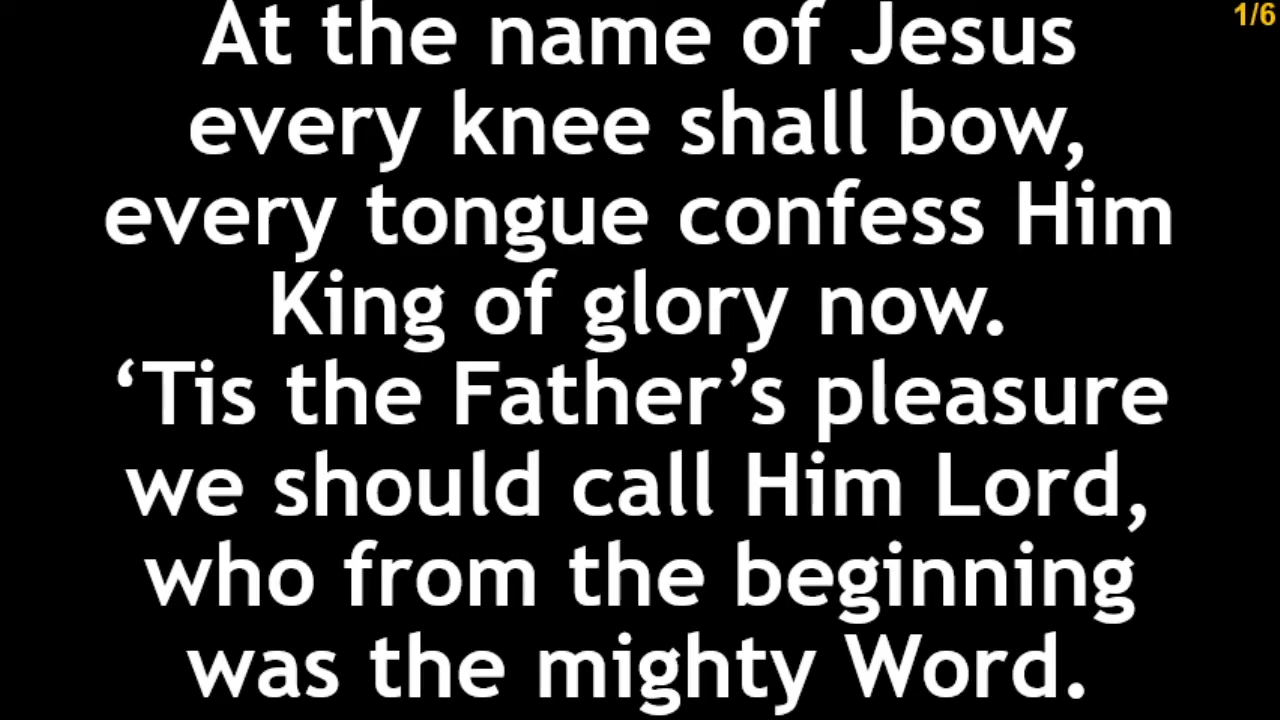 1/6
At the name of Jesus
every knee shall bow,
every tongue confess Him
King of glory now.
‘Tis the Father’s pleasure
we should call Him Lord,
who from the beginning
was the mighty Word.